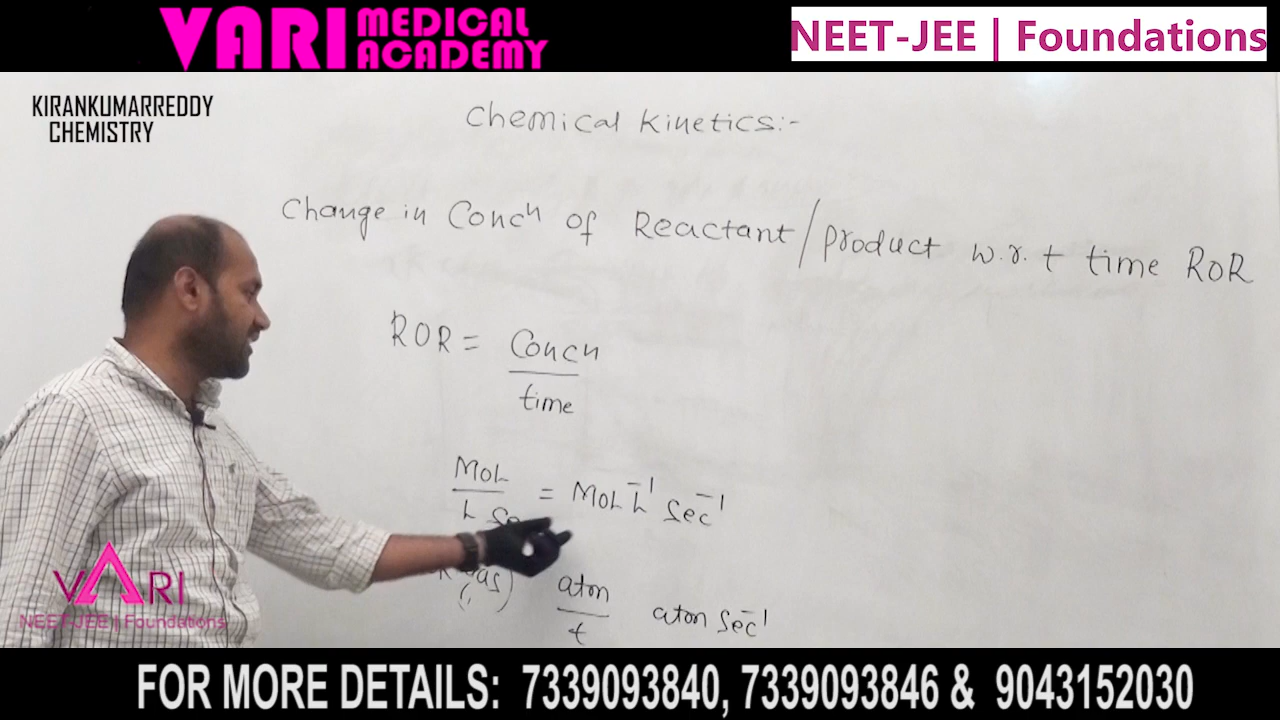 VARI MEDICAL ACADEMY
NEET-JEE | Foundations
KIRANKUMARREDDY
CHEMISTRY
Chemical Kinetics:-
Change in Concn of Reactant/product w.r.t time ROR
ROR = Concn
time
Mol
L
= Mol L⁻¹ Sec⁻¹
atm
t
atm Sec⁻¹
VARI
NEET-JEE | Foundations
FOR MORE DETAILS: 7339093840, 7339093846 & 9043152030